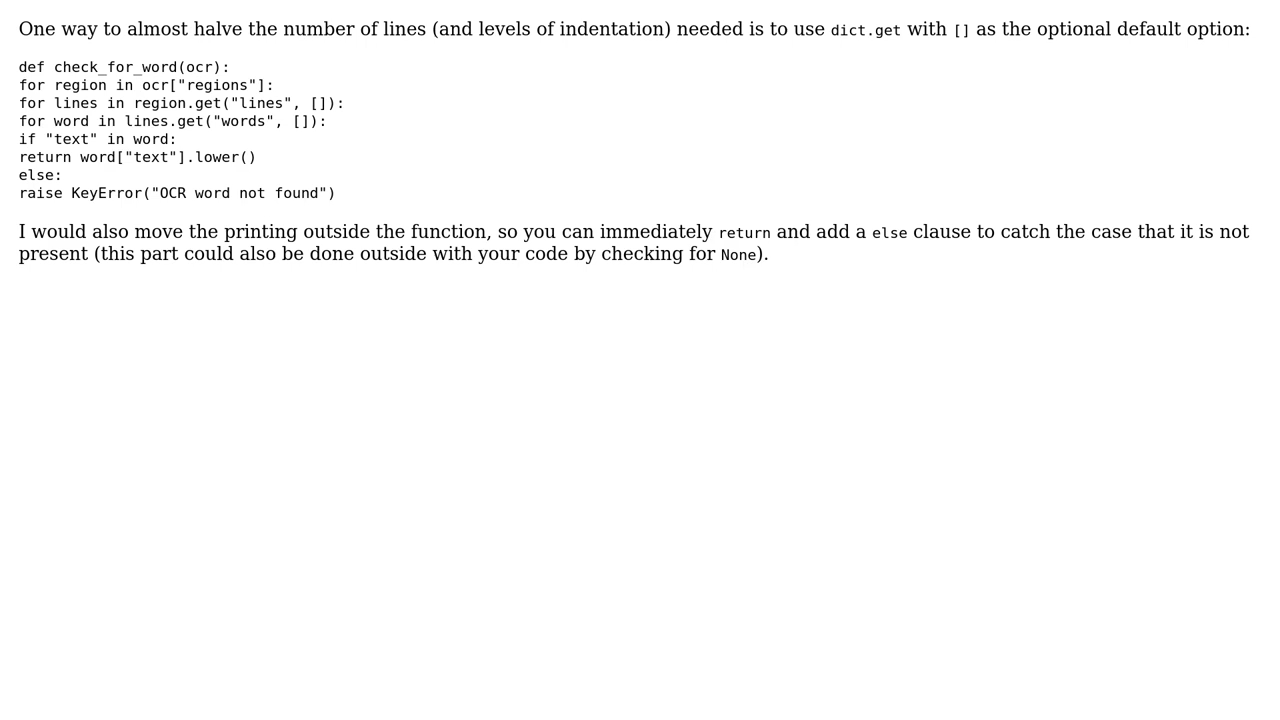 One way to almost halve the number of lines (and levels of indentation) needed is to use dict.get with [] as the optional default option:
def check_for_word(ocr):
for region in ocr["regions"]:
for lines in region.get("lines", []):
for word in lines.get("words", []):
if "text" in word:
return word["text"].lower()
else:
raise KeyError("OCR word not found")
I would also move the printing outside the function, so you can immediately return and add a else clause to catch the case that it is not
present (this part could also be done outside with your code by checking for None).